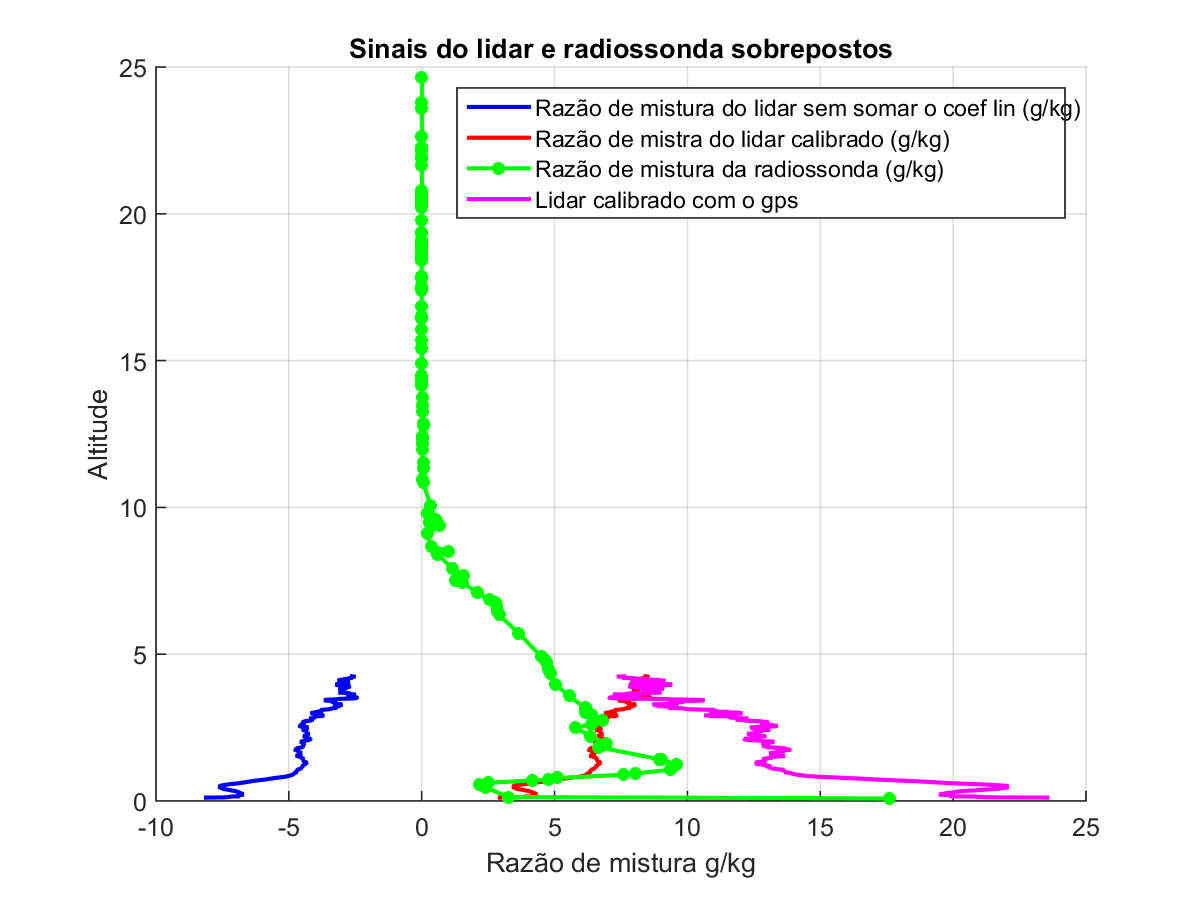 Sinais do lidar e radiossonda sobrepostos
25
20
15
10
5
0
Altitude
Razão de mistura do lidar sem somar o coef lin (g/kg)
Razão de mistra do lidar calibrado (g/kg)
Razão de mistura da radiossonda (g/kg)
Lidar calibrado com o gps
-10 -5 0 5 10 15 20 25
Razão de mistura g/kg